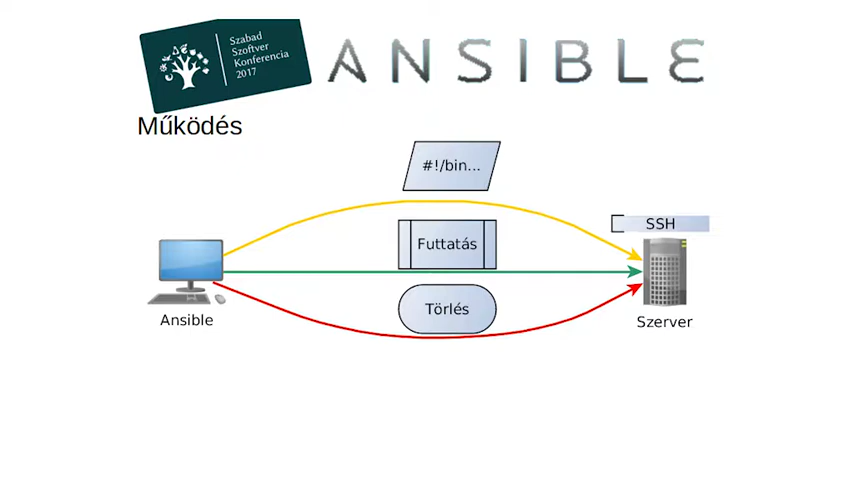 Szabad
Szoftver
Konferencia
2017
ANSIBLE
Működés
#!/bin...
SSH
Futtatás
Törlés
Ansible
Szerver